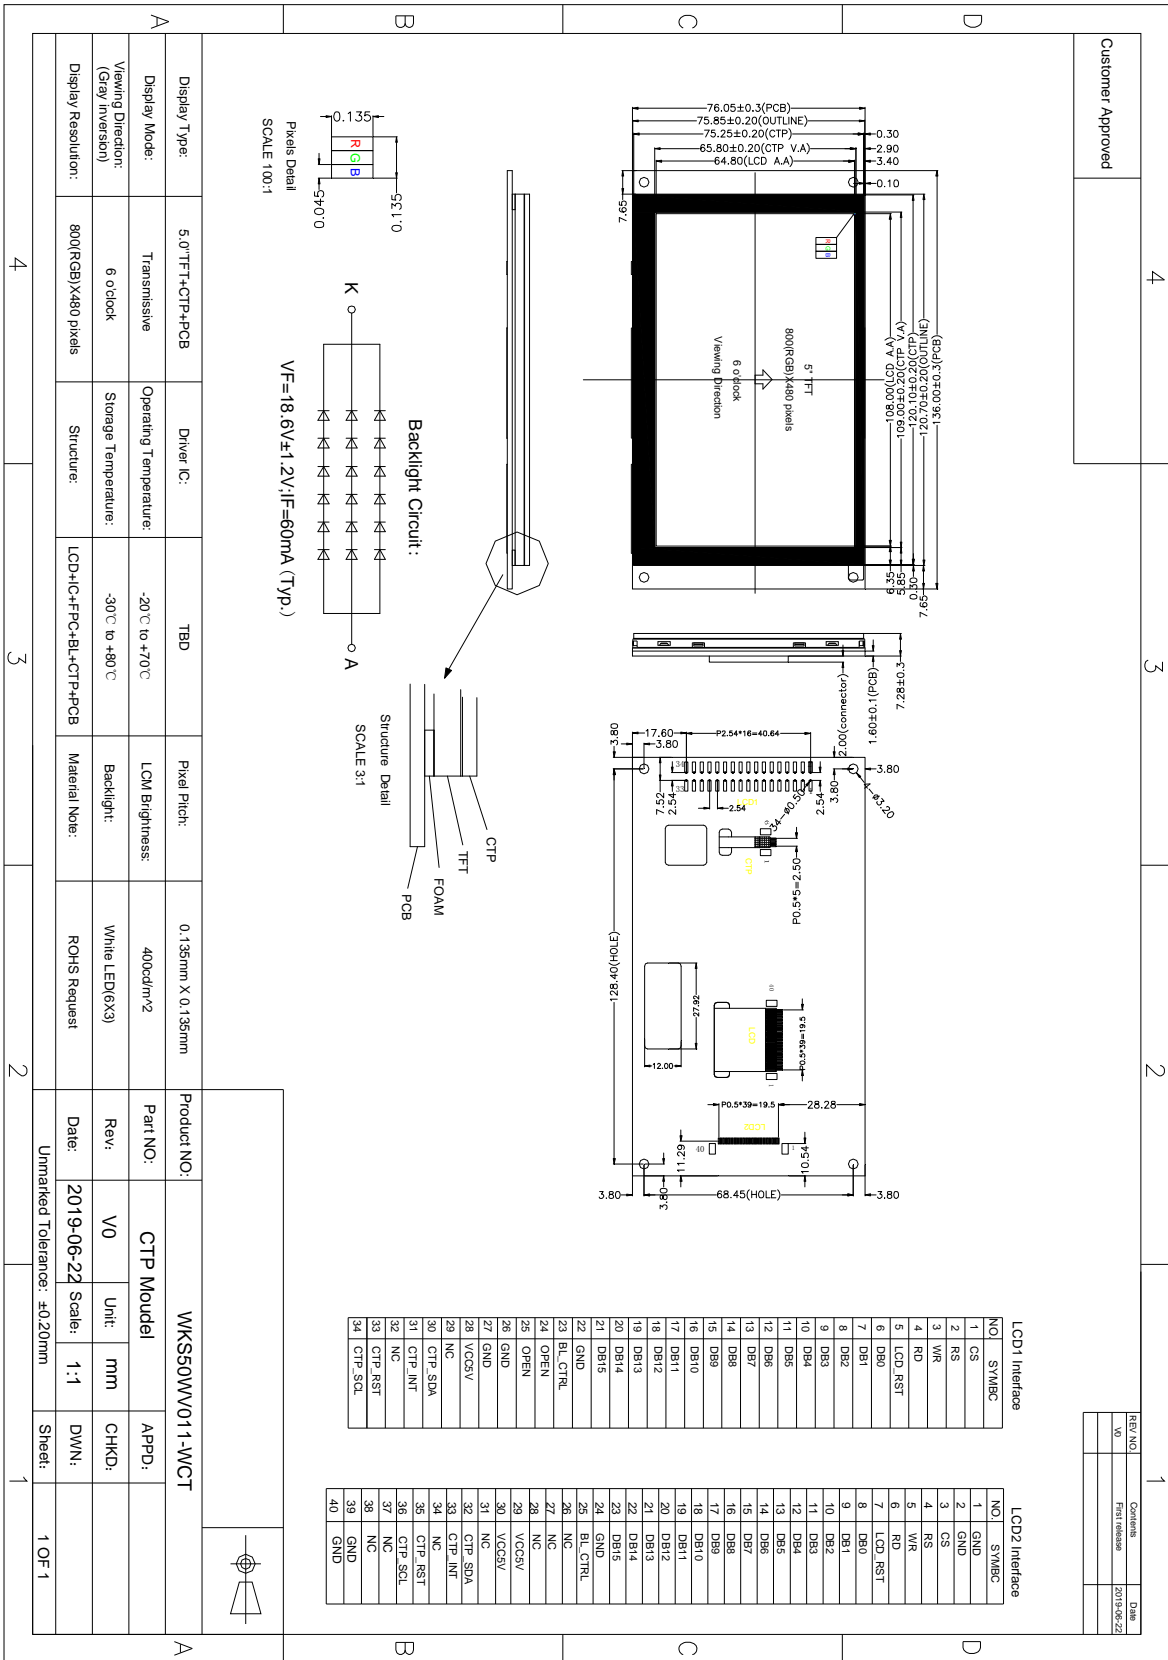 Customer Approved
REV NO.
Contents
Date
V0
First release
2019-06-22
4
3
2
1
D
C
B
A
76.05±0.3(PCB)
75.85±0.20(OUTLINE)
75.25±0.20(CTP)
65.80±0.20(CTP V.A)
64.80(LCD A.A)
0.30
2.90
3.40
0.10
7.65
136.00±0.3(PCB)
120.70±0.20(OUTLINE)
120.10±0.20(CTP)
109.00±0.20(CTP V.A)
108.00(LCD A.A)
R G B
5" TFT
800(RGB)X480 pixels
6 o'clock
Viewing Direction
6.35
5.85
0.30
7.65
7.28±0.3
1.60±0.1(PCB)
2.00(connector)
3.80
17.60
3.80
P2.54*16=40.64
3.80
3.80
4-ø3.20
34
33
7.52
2.54
2.54
2.54
34-ø0.50
LCD1
CTP
1
P0.5*5=2.50
128.40(HOLE)
27.92
12.00
40
LCD1
P0.5*39=19.5
1
P0.5*39=19.5
28.28
LCD2
40
1
11.29
10.54
3.80
3.80
68.45(HOLE)
3.80
Pixels Detail
SCALE 100:1
0.135
0.135
0.045
R G B
Backlight Circuit :
K
A
VF=18.6V±1.2V;IF=60mA (Typ.)
Structure Detail
SCALE 3:1
CTP
TFT
FOAM
PCB
LCD1 Interface
NO. SYMBC
1 CS
2 RS
3 WR
4 RD
5 LCD_RST
6 DB0
7 DB1
8 DB2
9 DB3
10 DB4
11 DB5
12 DB6
13 DB7
14 DB8
15 DB9
16 DB10
17 DB11
18 DB12
19 DB13
20 DB14
21 DB15
22 GND
23 BL_CTRL
24 OPEN
25 OPEN
26 GND
27 GND
28 VCC5V
29 NC
30 CTP_SDA
31 CTP_INT
32 NC
33 CTP_RST
34 CTP_SCL
LCD2 Interface
NO. SYMBC
1 GND
2 GND
3 CS
4 RS
5 WR
6 RD
7 LCD_RST
8 DB0
9 DB1
10 DB2
11 DB3
12 DB4
13 DB5
14 DB6
15 DB7
16 DB8
17 DB9
18 DB10
19 DB11
20 DB12
21 DB13
22 DB14
23 DB15
24 GND
25 BL_CTRL
26 NC
27 NC
28 NC
29 VCC5V
30 VCC5V
31 NC
32 CTP_SDA
33 CTP_INT
34 NC
35 CTP_RST
36 CTP_SCL
37 NC
38 NC
39 GND
40 GND
Display Type: 5.0"TFT+CTP+PCB Driver IC: TBD Pixel Pitch: 0.135mm X 0.135mm Product NO: WKS50WV011-WCT
Display Mode: Transmissive Operating Temperature: -20°C to +70°C LCM Brightness: 400cd/m^2 Part NO: CTP Moudel APPD:
Viewing Direction:
(Gray inversion)
6 o'clock Storage Temperature: -30°C to +80°C Backlight: White LED(6X3) Rev: V0 Unit: mm CHKD:
Display Resolution: 800(RGB)X480 pixels Structure: LCD+IC+FPC+BL+CTP+PCB Material Note: ROHS Request Date: 2019-06-22 Scale: 1:1 DWN:
Unmarked Tolerance: ±0.20mm Sheet: 1 OF 1
4
3
2
1
D
C
B
A